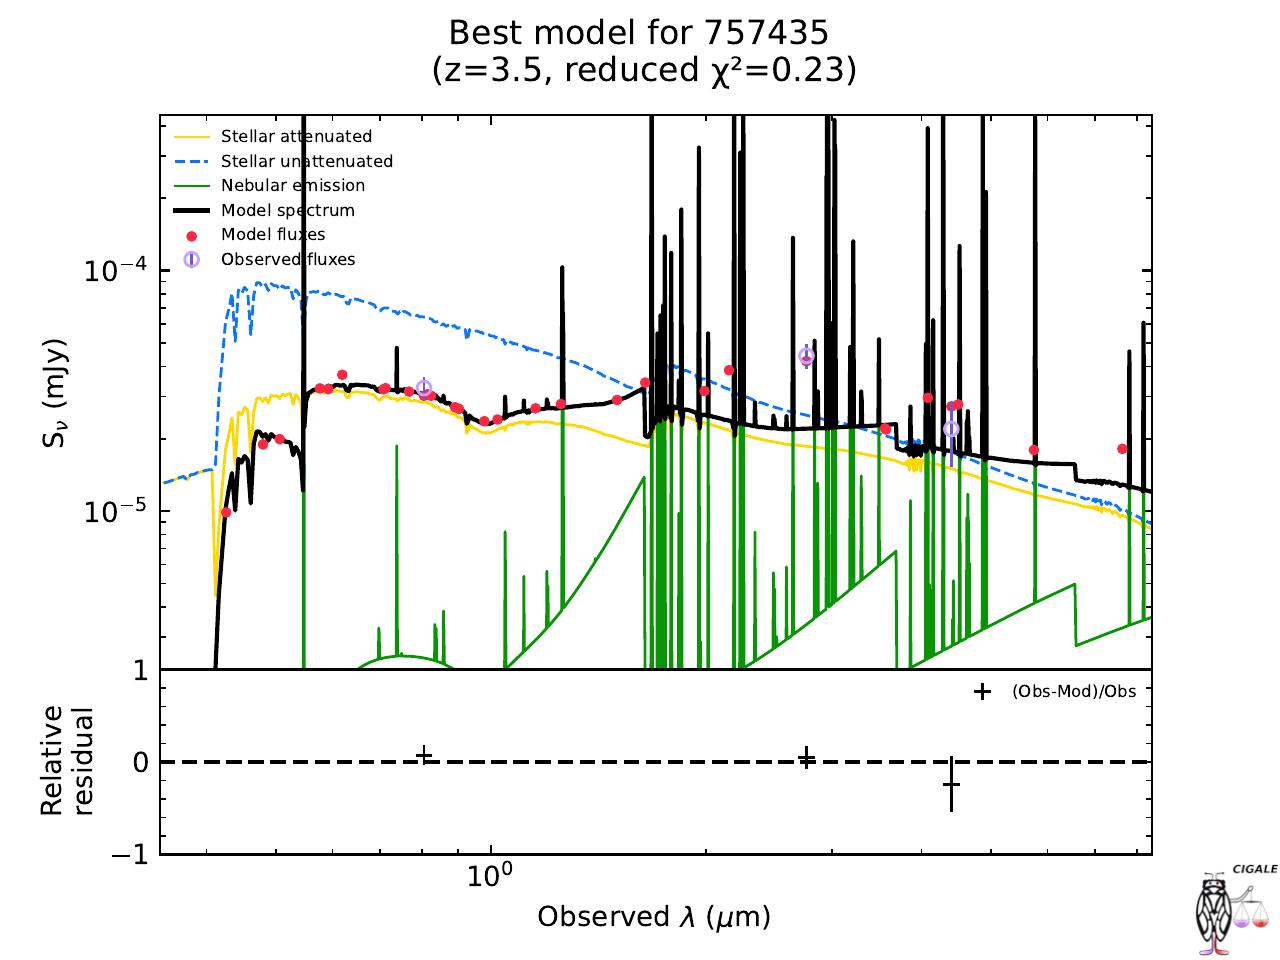 Best model for 757435
(z=3.5, reduced χ²=0.23)
Stellar attenuated
Stellar unattenuated
Nebular emission
Model spectrum
Model fluxes
Observed fluxes
10⁻⁴
10⁻⁵
Sν (mJy)
1
0
−1
Relative
residual
(Obs-Mod)/Obs
10⁰
Observed λ (μm)
CIGALE